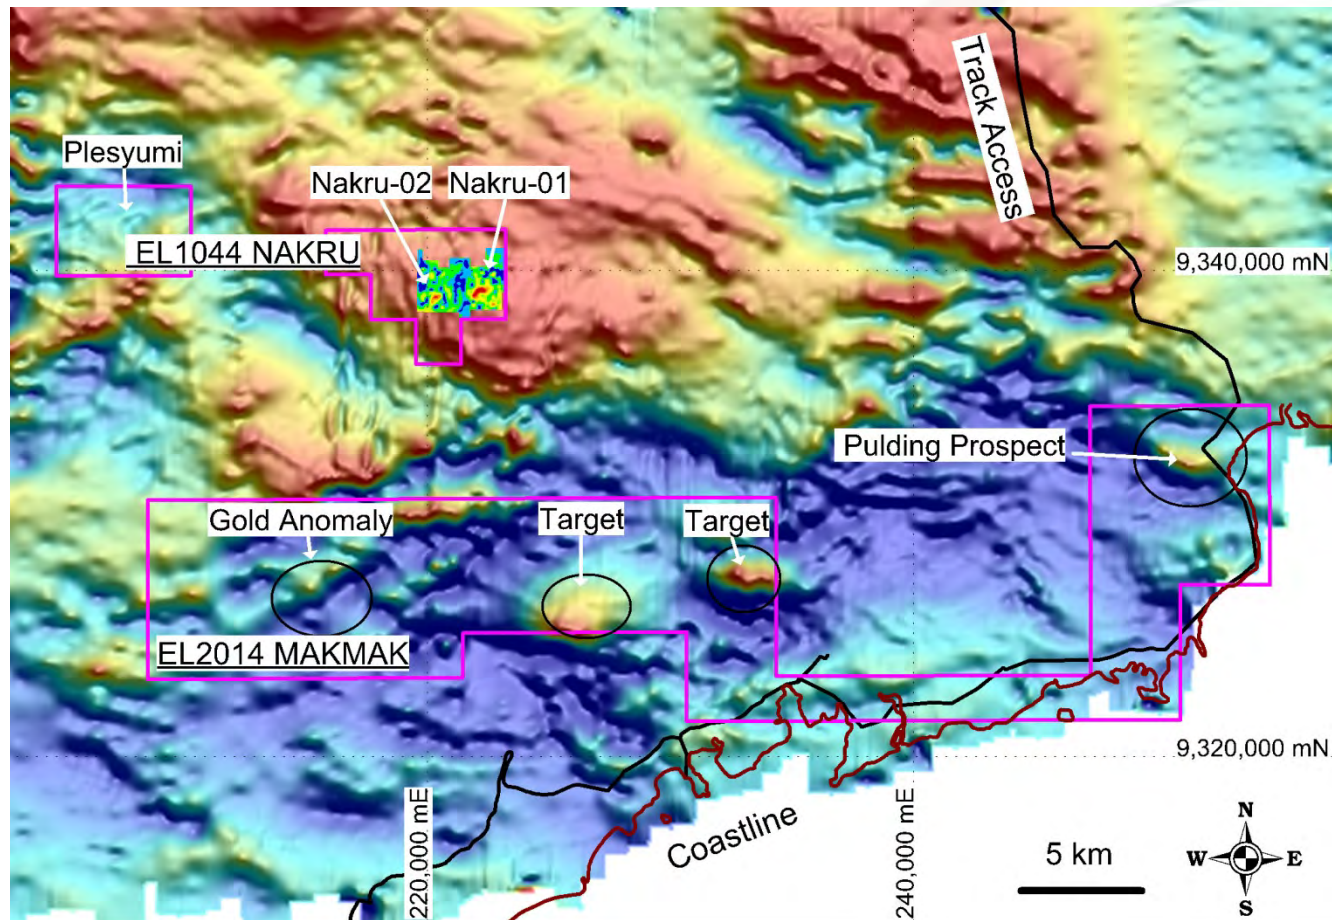 Track Access
Plesyumi
Nakru-02
Nakru-01
EL1044 NAKRU
9,340,000 mN
Pulding Prospect
Gold Anomaly
Target
Target
EL2014 MAKMAK
9,320,000 mN
220,000 mE
Coastline
240,000 mE
5 km
N
W
E
S